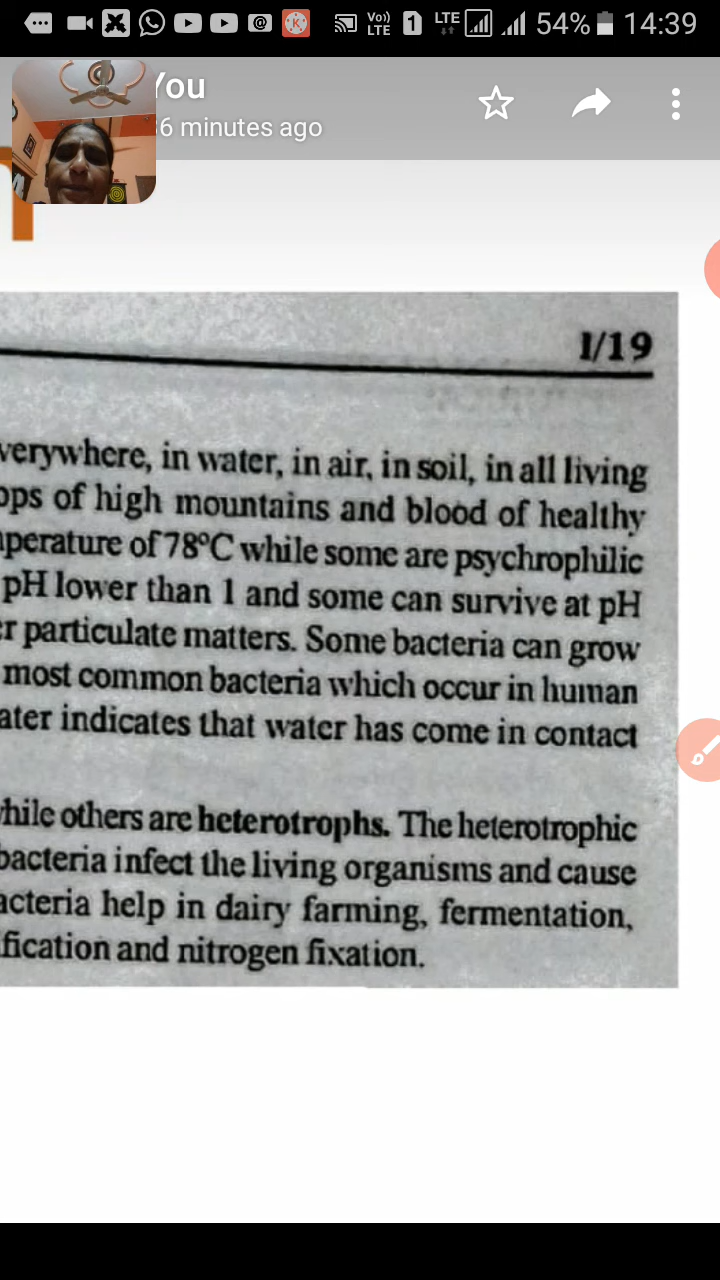 Vo)) LTE 1 LTE 54% 14:39
You
6 minutes ago
I/19
verywhere, in water, in air, in soil, in all living
ops of high mountains and blood of healthy
perature of 78°C while some are psychrophilic
pH lower than 1 and some can survive at pH
er particulate matters. Some bacteria can grow
most common bacteria which occur in human
ater indicates that water has come in contact
hile others are heterotrophs. The heterotrophic
bacteria infect the living organisms and cause
acteria help in dairy farming, fermentation,
fication and nitrogen fixation.